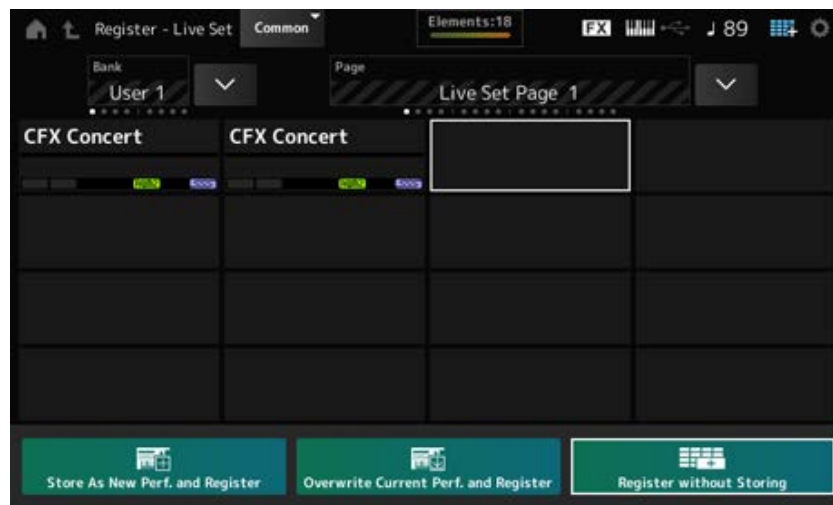 Register - Live Set
Common
Elements:18
FX
89
Bank
User 1
Page
Live Set Page 1
CFX Concert
CFX Concert
Store As New Perf. and Register
Overwrite Current Perf. and Register
Register without Storing